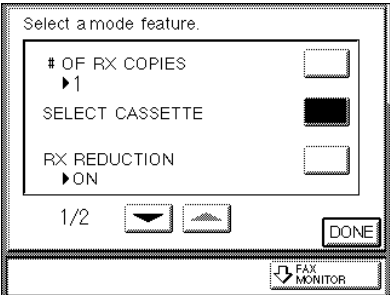 Select a mode feature.
# OF RX COPIES
▶1
SELECT CASSETTE
RX REDUCTION
▶ON
1/2
DONE
FAX
MONITOR